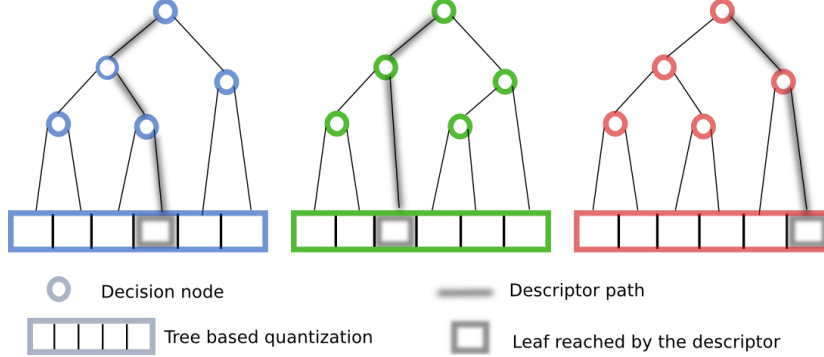 Decision node
Descriptor path
Tree based quantization
Leaf reached by the descriptor